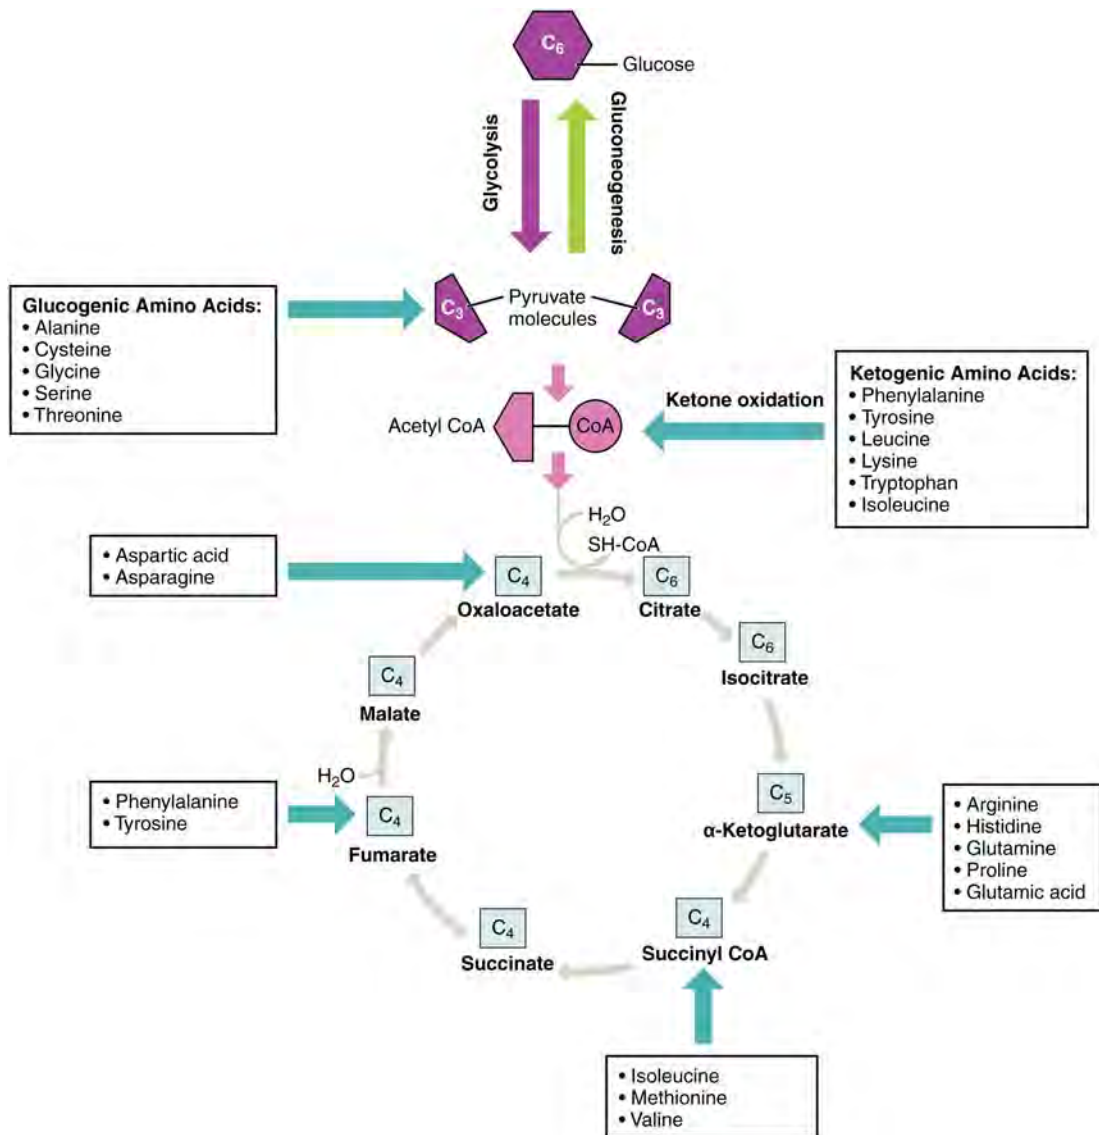 C6
Glucose
Glycolysis
Gluconeogenesis
Glucogenic Amino Acids:
• Alanine
• Cysteine
• Glycine
• Serine
• Threonine
C3
Pyruvate
molecules
C3
Ketogenic Amino Acids:
• Phenylalanine
• Tyrosine
• Leucine
• Lysine
• Tryptophan
• Isoleucine
Ketone oxidation
Acetyl CoA
CoA
H2O
SH-CoA
• Aspartic acid
• Asparagine
C4
Oxaloacetate
C6
Citrate
C6
Isocitrate
C4
Malate
H2O
• Phenylalanine
• Tyrosine
C4
Fumarate
C5
α-Ketoglutarate
• Arginine
• Histidine
• Glutamine
• Proline
• Glutamic acid
C4
Succinate
C4
Succinyl CoA
• Isoleucine
• Methionine
• Valine